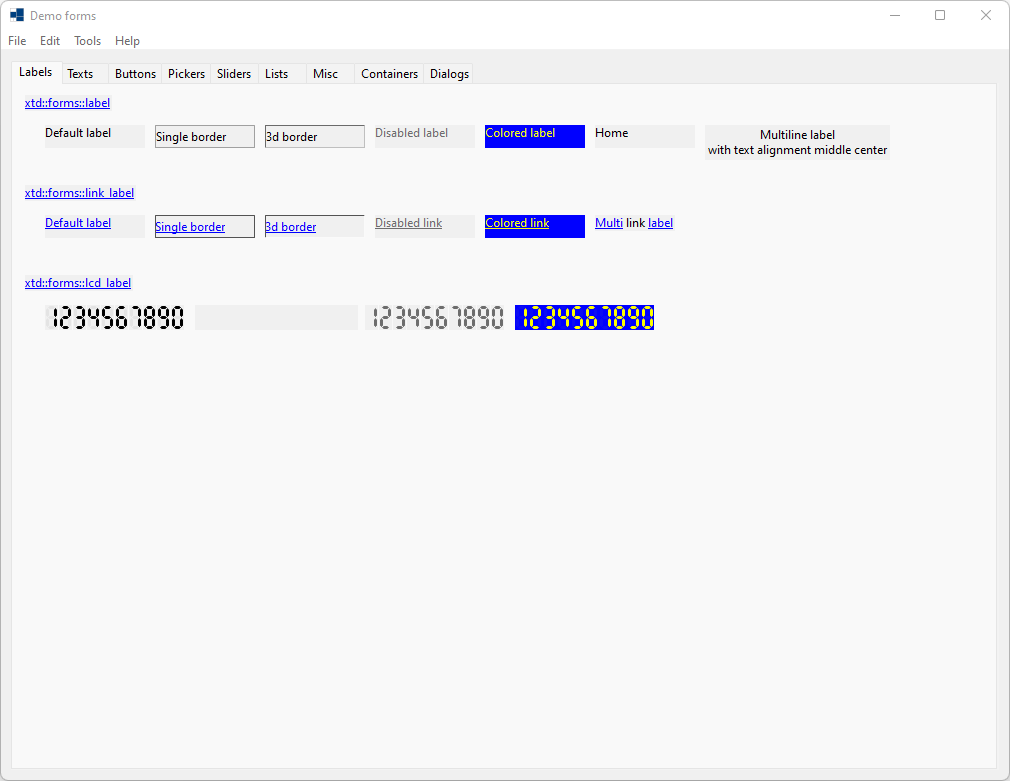 Demo forms
File Edit Tools Help
Labels Texts Buttons Pickers Sliders Lists Misc Containers Dialogs
xtd::forms::label
Default label Single border 3d border Disabled label Colored label Home Multiline label
with text alignment middle center
xtd::forms::link_label
Default label Single border 3d border Disabled link Colored link Multi link label
xtd::forms::lcd_label
1234567890 1234567890 1234567890